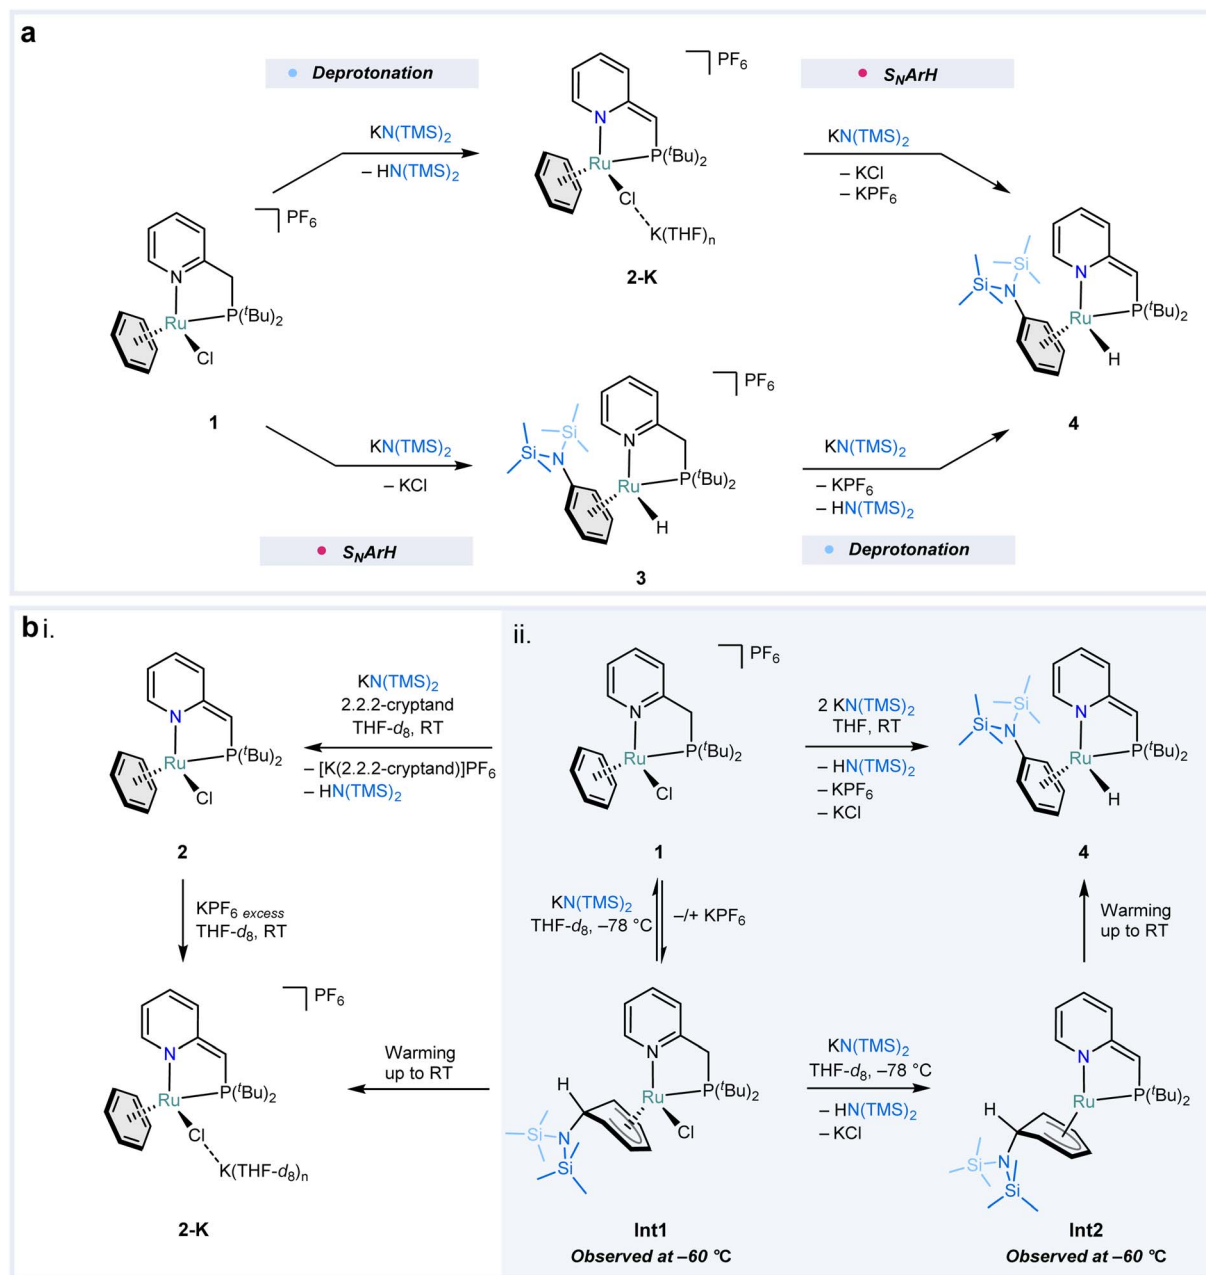 a
Deprotonation
KN(TMS)2
– HN(TMS)2
PF6
N
Ru
P(tBu)2
Cl
K(THF)n
2-K
SNArH
KN(TMS)2
– KCl
– KPF6
PF6
N
Ru
P(tBu)2
Cl
1
Si
Si
N
N
Ru
P(tBu)2
H
4
KN(TMS)2
– KCl
SNArH
PF6
Si
Si
N
N
Ru
P(tBu)2
H
3
KN(TMS)2
– KPF6
– HN(TMS)2
Deprotonation
b i.
N
Ru
P(tBu)2
Cl
2
KN(TMS)2
2.2.2-cryptand
THF-d8, RT
– [K(2.2.2-cryptand)]PF6
– HN(TMS)2
KPF6 excess
THF-d8, RT
PF6
N
Ru
P(tBu)2
Cl
K(THF-d8)n
2-K
Warming
up to RT
ii.
PF6
N
Ru
P(tBu)2
Cl
1
2 KN(TMS)2
THF, RT
– HN(TMS)2
– KPF6
– KCl
Si
Si
N
N
Ru
P(tBu)2
H
4
KN(TMS)2
THF-d8, –78 °C
–/+ KPF6
Warming
up to RT
N
Ru
P(tBu)2
Cl
H
Si
N
Si
Int1
Observed at –60 °C
KN(TMS)2
THF-d8, –78 °C
– HN(TMS)2
– KCl
N
Ru
P(tBu)2
H
Si
N
Si
Int2
Observed at –60 °C